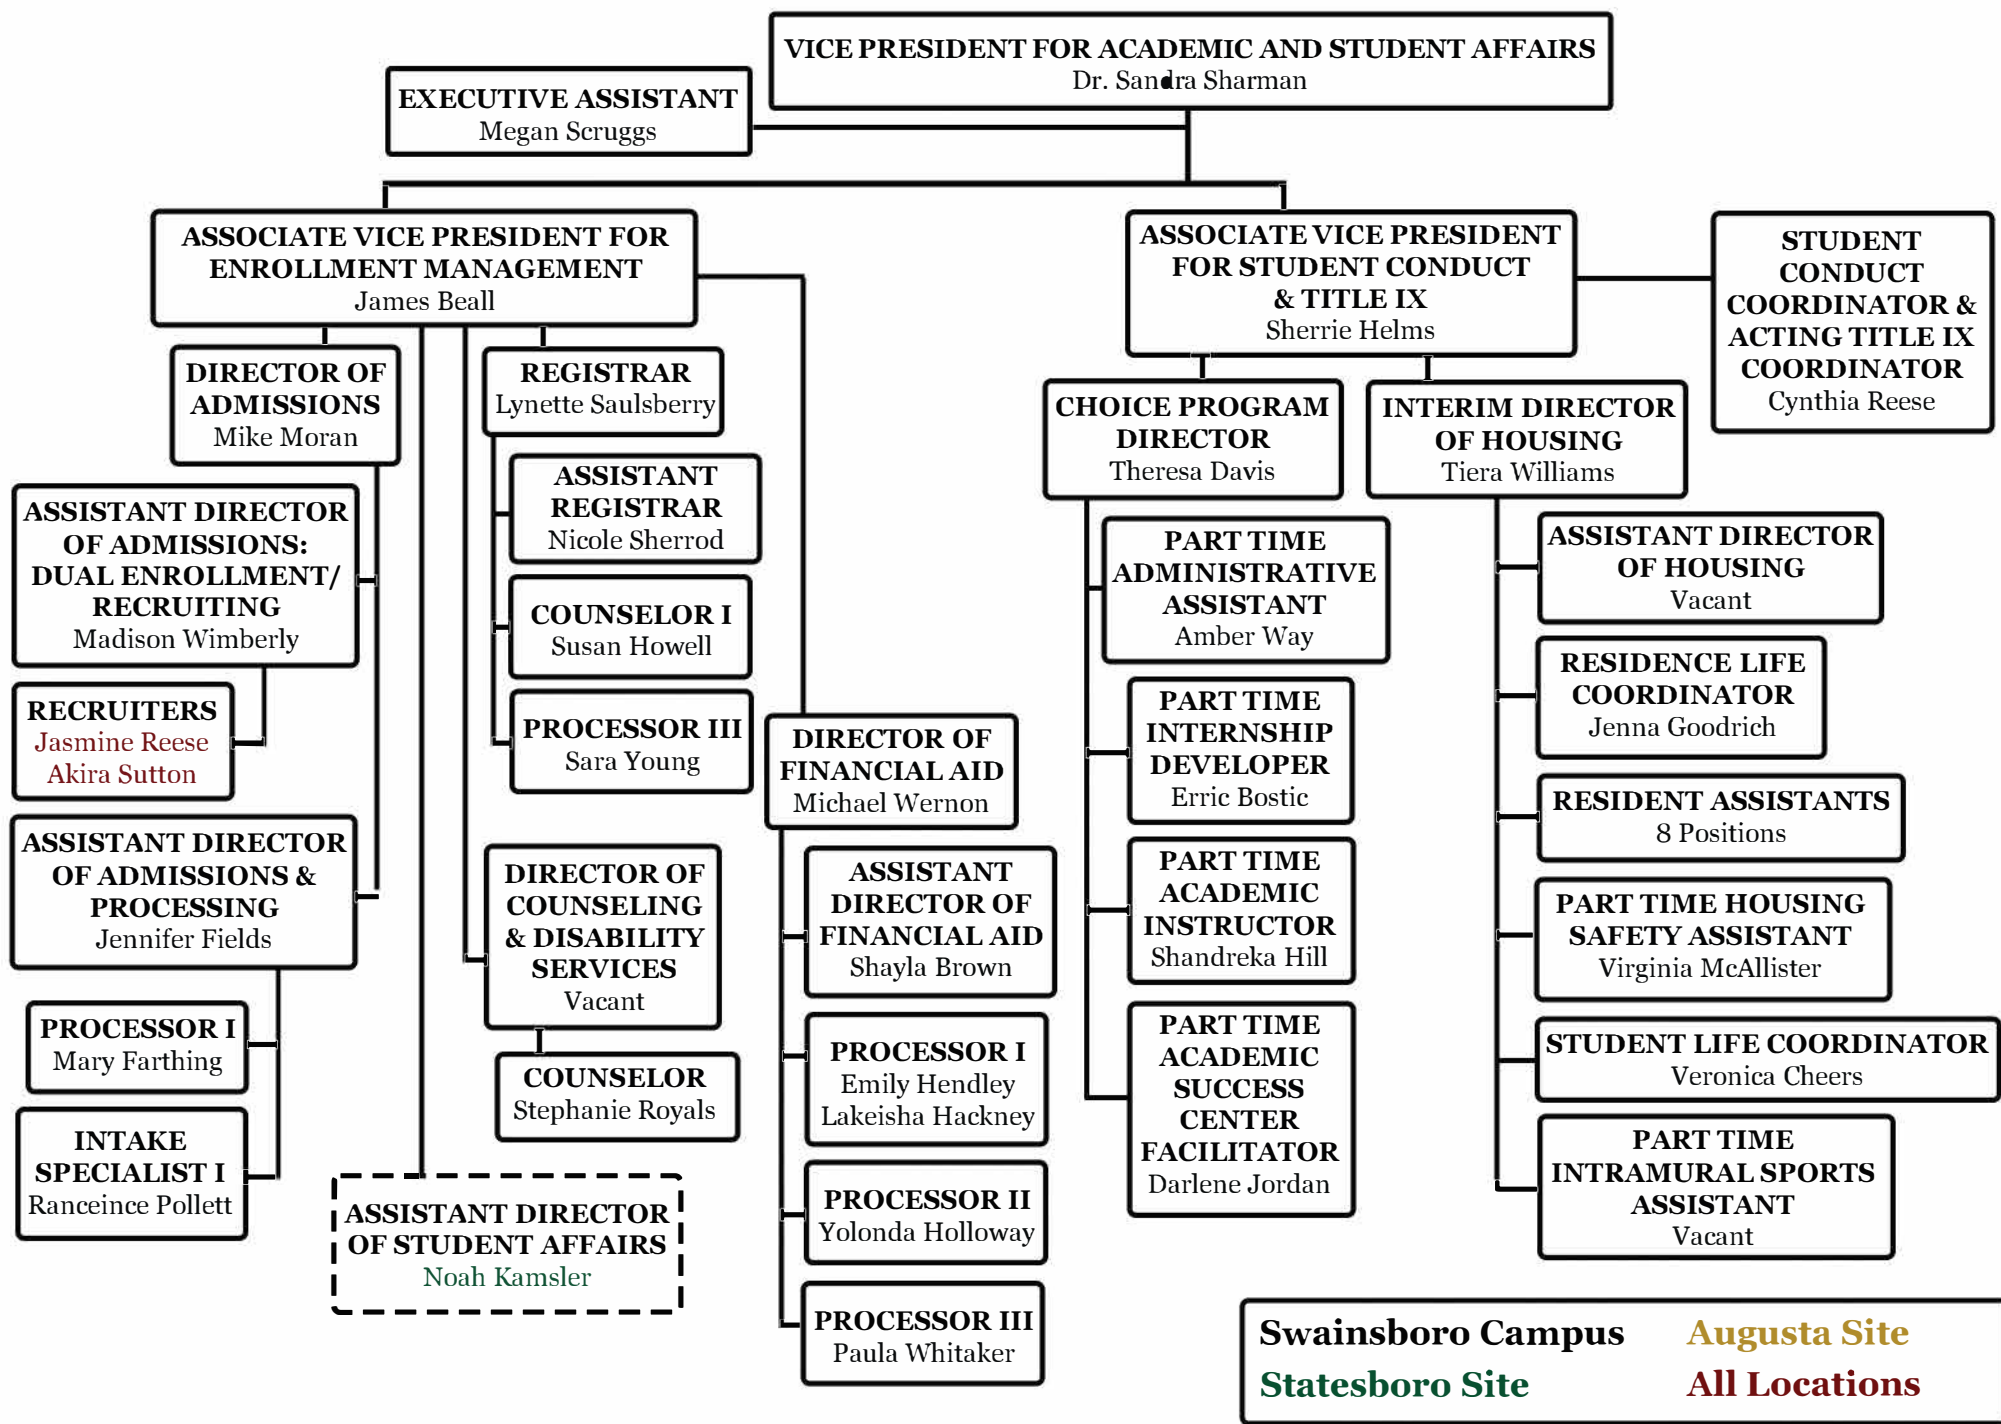 VICE PRESIDENT FOR ACADEMIC AND STUDENT AFFAIRS
Dr. Sandra Sharman
EXECUTIVE ASSISTANT
Megan Scruggs
ASSOCIATE VICE PRESIDENT FOR
ENROLLMENT MANAGEMENT
James Beall
DIRECTOR OF
ADMISSIONS
Mike Moran
ASSISTANT DIRECTOR
OF ADMISSIONS:
DUAL ENROLLMENT/
RECRUITING
Madison Wimberly
RECRUITERS
Jasmine Reese
Akira Sutton
ASSISTANT DIRECTOR
OF ADMISSIONS &
PROCESSING
Jennifer Fields
PROCESSOR I
Mary Farthing
INTAKE
SPECIALIST I
Ranceince Pollett
ASSISTANT DIRECTOR
OF STUDENT AFFAIRS
Noah Kamsler
REGISTRAR
Lynette Saulsberry
ASSISTANT
REGISTRAR
Nicole Sherrod
COUNSELOR I
Susan Howell
PROCESSOR III
Sara Young
DIRECTOR OF
COUNSELING
& DISABILITY
SERVICES
Vacant
COUNSELOR
Stephanie Royals
DIRECTOR OF
FINANCIAL AID
Michael Wernon
ASSISTANT
DIRECTOR OF
FINANCIAL AID
Shayla Brown
PROCESSOR I
Emily Hendley
Lakeisha Hackney
PROCESSOR II
Yolonda Holloway
PROCESSOR III
Paula Whitaker
ASSOCIATE VICE PRESIDENT
FOR STUDENT CONDUCT
& TITLE IX
Sherrie Helms
STUDENT
CONDUCT
COORDINATOR &
ACTING TITLE IX
COORDINATOR
Cynthia Reese
CHOICE PROGRAM
DIRECTOR
Theresa Davis
PART TIME
ADMINISTRATIVE
ASSISTANT
Amber Way
PART TIME
INTERNSHIP
DEVELOPER
Erric Bostic
PART TIME
ACADEMIC
INSTRUCTOR
Shandreka Hill
PART TIME
ACADEMIC
SUCCESS
CENTER
FACILITATOR
Darlene Jordan
INTERIM DIRECTOR
OF HOUSING
Tiera Williams
ASSISTANT DIRECTOR
OF HOUSING
Vacant
RESIDENCE LIFE
COORDINATOR
Jenna Goodrich
RESIDENT ASSISTANTS
8 Positions
PART TIME HOUSING
SAFETY ASSISTANT
Virginia McAllister
STUDENT LIFE COORDINATOR
Veronica Cheers
PART TIME
INTRAMURAL SPORTS
ASSISTANT
Vacant
Swainsboro Campus
Augusta Site
Statesboro Site
All Locations